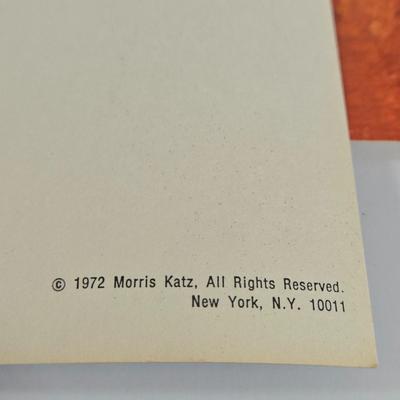 © 1972 Morris Katz, All Rights Reserved.
New York, N.Y. 10011